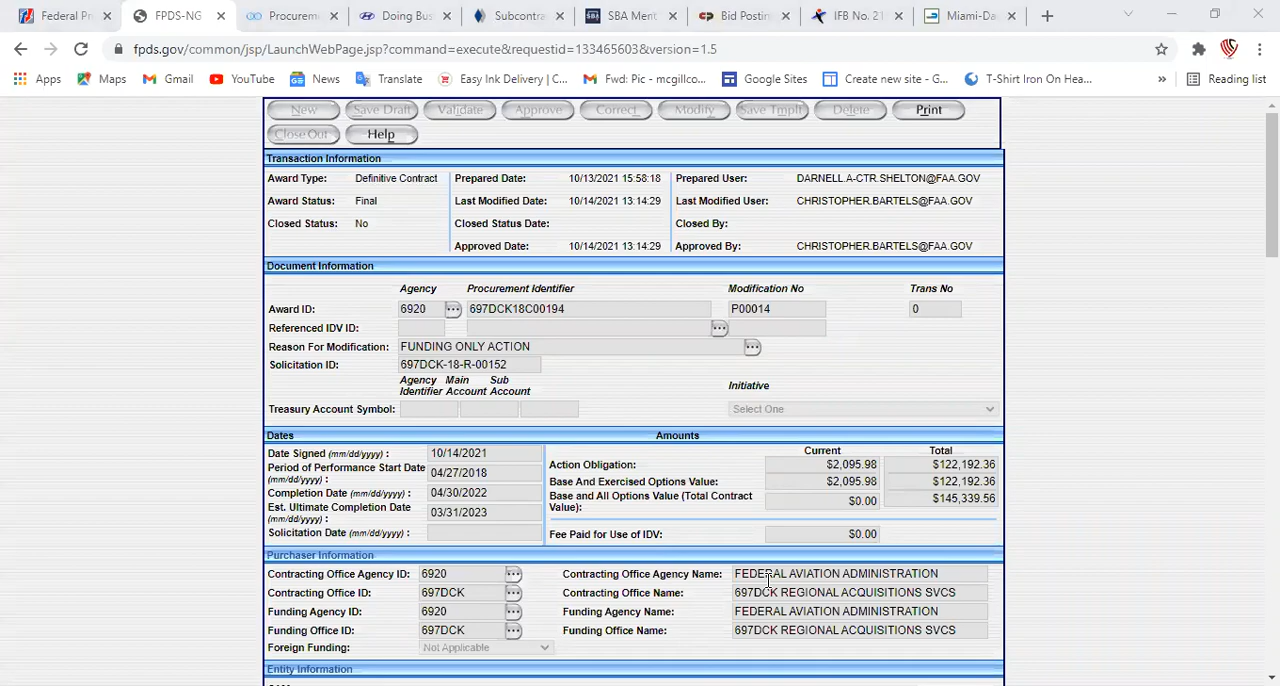 Federal Pr
FPDS-NG
Procureme
Doing Bus
Subcontra
SBA Ment
Bid Postin
IFB No. 21
Miami-Da
fpds.gov/common/jsp/LaunchWebPage.jsp?command=execute&requestid=133465603&version=1.5
Apps Maps Gmail YouTube News Translate Easy Ink Delivery | C... Fwd: Pic - mcgillco... Google Sites Create new site - G... T-Shirt Iron On Hea... » Reading list
New Save Draft Validate Approve Correct Modify Save Tmplt Delete Print
Close Out Help
Transaction Information
Award Type: Definitive Contract Prepared Date: 10/13/2021 15:58:18 Prepared User: DARNELL.A-CTR.SHELTON@FAA.GOV
Award Status: Final Last Modified Date: 10/14/2021 13:14:29 Last Modified User: CHRISTOPHER.BARTELS@FAA.GOV
Closed Status: No Closed Status Date: Closed By:
Approved Date: 10/14/2021 13:14:29 Approved By: CHRISTOPHER.BARTELS@FAA.GOV
Document Information
Agency Procurement Identifier Modification No Trans No
Award ID: 6920 697DCK18C00194 P00014 0
Referenced IDV ID:
Reason For Modification: FUNDING ONLY ACTION
Solicitation ID: 697DCK-18-R-00152
Agency Main Sub
Identifier Account Account Initiative
Treasury Account Symbol: Select One
Dates Amounts
Current Total
Date Signed (mm/dd/yyyy) : 10/14/2021 Action Obligation: $2,095.98 $122,192.36
Period of Performance Start Date (mm/dd/yyyy) : 04/27/2018 Base And Exercised Options Value: $2,095.98 $122,192.36
Completion Date (mm/dd/yyyy) : 04/30/2022 Base and All Options Value (Total Contract Value): $0.00 $145,339.56
Est. Ultimate Completion Date (mm/dd/yyyy) : 03/31/2023
Solicitation Date (mm/dd/yyyy) : Fee Paid for Use of IDV: $0.00
Purchaser Information
Contracting Office Agency ID: 6920 Contracting Office Agency Name: FEDERAL AVIATION ADMINISTRATION
Contracting Office ID: 697DCK Contracting Office Name: 697DCK REGIONAL ACQUISITIONS SVCS
Funding Agency ID: 6920 Funding Agency Name: FEDERAL AVIATION ADMINISTRATION
Funding Office ID: 697DCK Funding Office Name: 697DCK REGIONAL ACQUISITIONS SVCS
Foreign Funding: Not Applicable
Entity Information